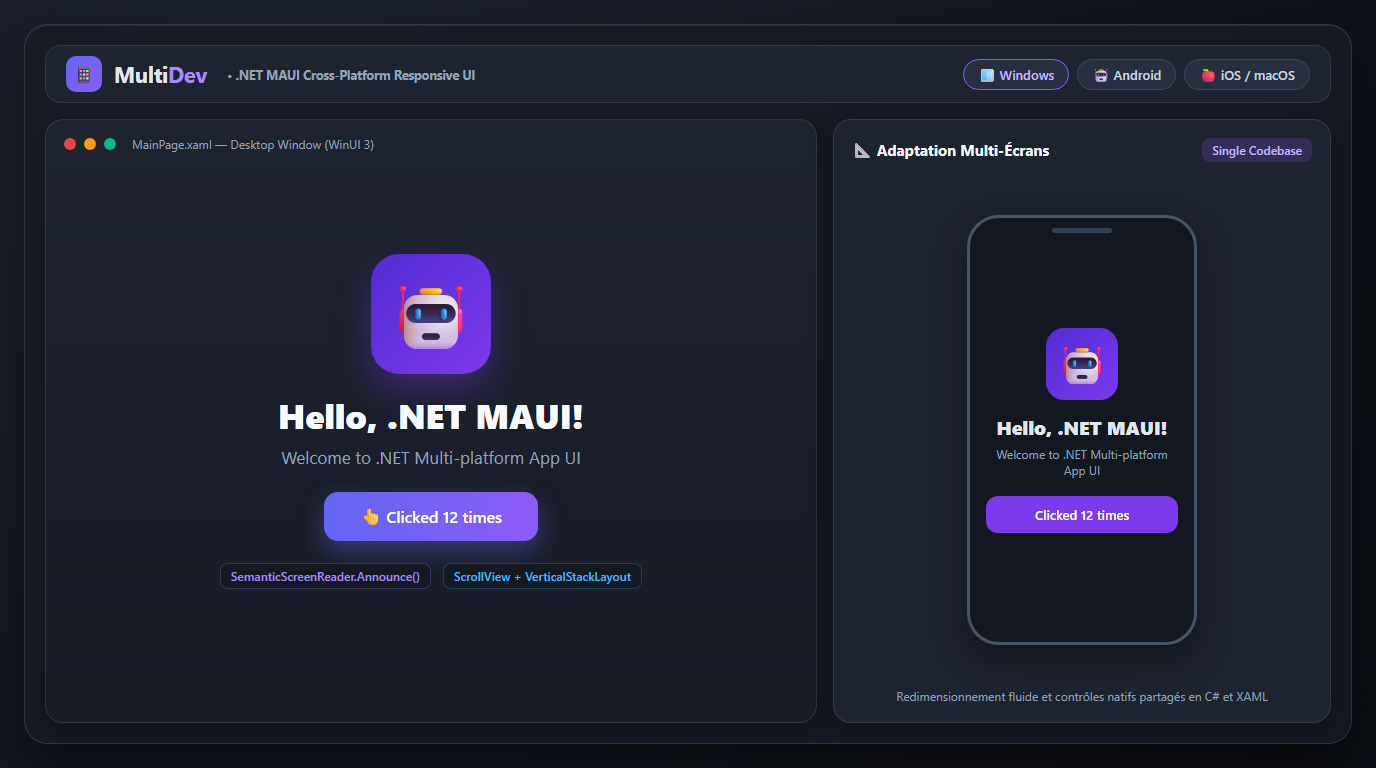 MultiDev • .NET MAUI Cross-Platform Responsive UI
Windows
Android
iOS / macOS
MainPage.xaml — Desktop Window (WinUI 3)
Hello, .NET MAUI!
Welcome to .NET Multi-platform App UI
Clicked 12 times
SemanticScreenReader.Announce()
ScrollView + VerticalStackLayout
Adaptation Multi-Écrans
Single Codebase
Hello, .NET MAUI!
Welcome to .NET Multi-platform
App UI
Clicked 12 times
Redimensionnement fluide et contrôles natifs partagés en C# et XAML